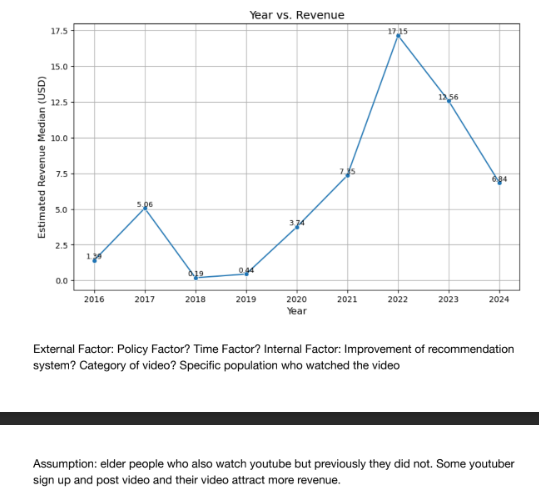 Year vs. Revenue
Estimated Revenue Median (USD)
17.5
15.0
12.5
10.0
7.5
5.0
2.5
0.0
1.39
5.06
0.19
0.44
3.74
7.35
17.15
12.56
6.84
2016 2017 2018 2019 2020 2021 2022 2023 2024
Year
External Factor: Policy Factor? Time Factor? Internal Factor: Improvement of recommendation
system? Category of video? Specific population who watched the video
Assumption: elder people who also watch youtube but previously they did not. Some youtuber
sign up and post video and their video attract more revenue.